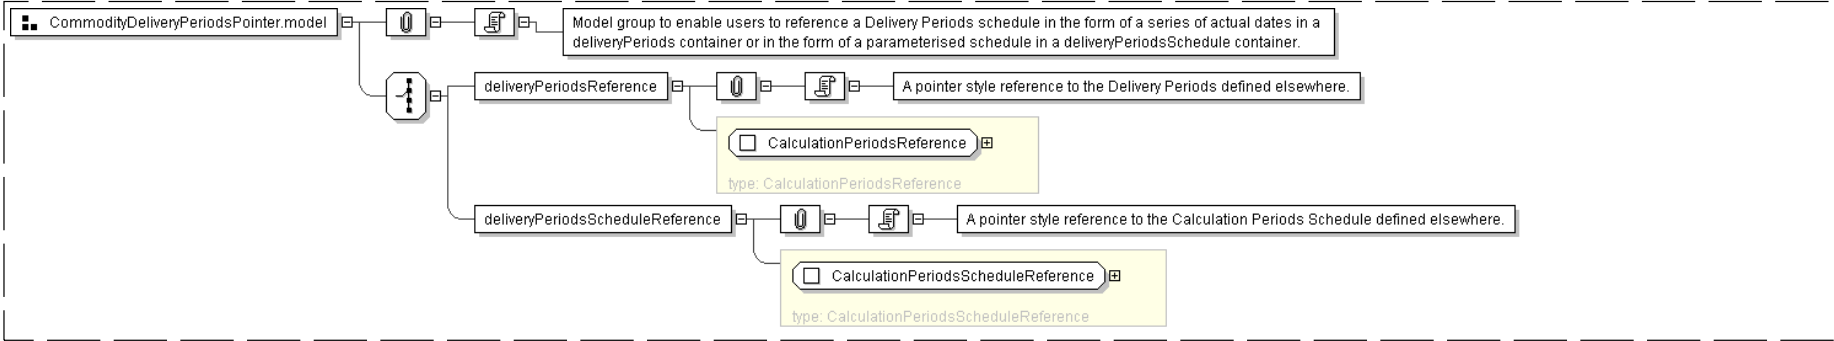 CommodityDeliveryPeriodsPointer.model
Model group to enable users to reference a Delivery Periods schedule in the form of a series of actual dates in a
deliveryPeriods container or in the form of a parameterised schedule in a deliveryPeriodsSchedule container.
deliveryPeriodsReference
A pointer style reference to the Delivery Periods defined elsewhere.
CalculationPeriodsReference
type: CalculationPeriodsReference
deliveryPeriodsScheduleReference
A pointer style reference to the Calculation Periods Schedule defined elsewhere.
CalculationPeriodsScheduleReference
type: CalculationPeriodsScheduleReference